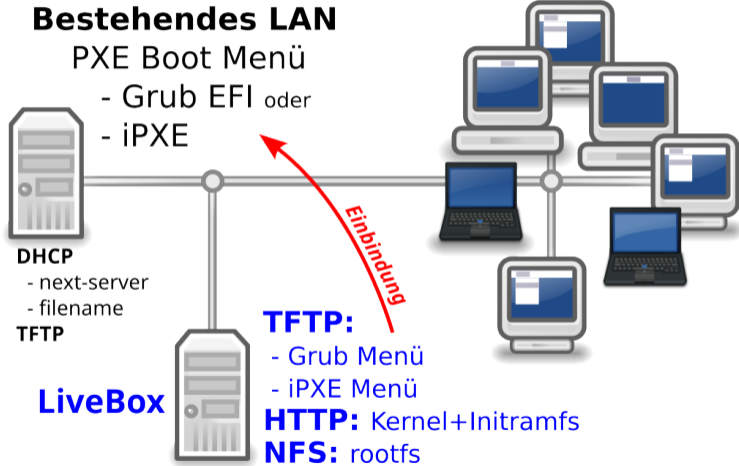 Bestehendes LAN
PXE Boot Menü
- Grub EFI oder
- iPXE
Einbindung
DHCP
- next-server
- filename
TFTP
LiveBox
TFTP:
- Grub Menü
- iPXE Menü
HTTP: Kernel+Initramfs
NFS: rootfs